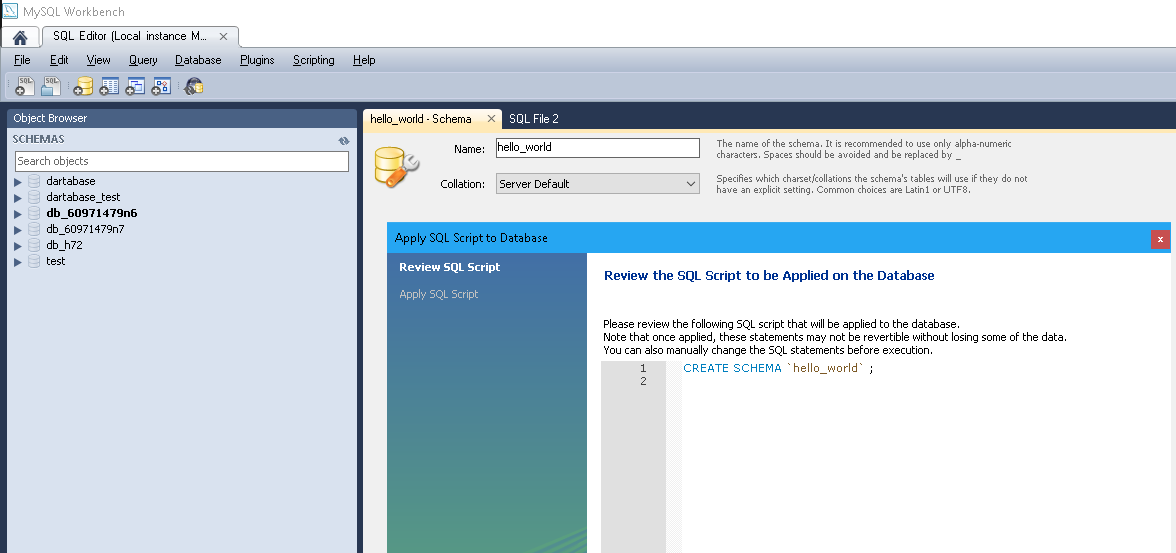 MySQL Workbench
SQL Editor (Local instance M...
File Edit View Query Database Plugins Scripting Help
SQL SQL
Object Browser
SCHEMAS
Search objects
dartabase
dartabase_test
db_60971479n6
db_60971479n7
db_h72
test
hello_world - Schema
SQL File 2
Name: hello_world
The name of the schema. It is recommended to use only alpha-numeric
characters. Spaces should be avoided and be replaced by _
Collation: Server Default
Specifies which charset/collations the schema's tables will use if they do not
have an explicit setting. Common choices are Latin1 or UTF8.
Apply SQL Script to Database
x
Review SQL Script
Apply SQL Script
Review the SQL Script to be Applied on the Database
Please review the following SQL script that will be applied to the database.
Note that once applied, these statements may not be revertible without losing some of the data.
You can also manually change the SQL statements before execution.
1 CREATE SCHEMA `hello_world` ;
2